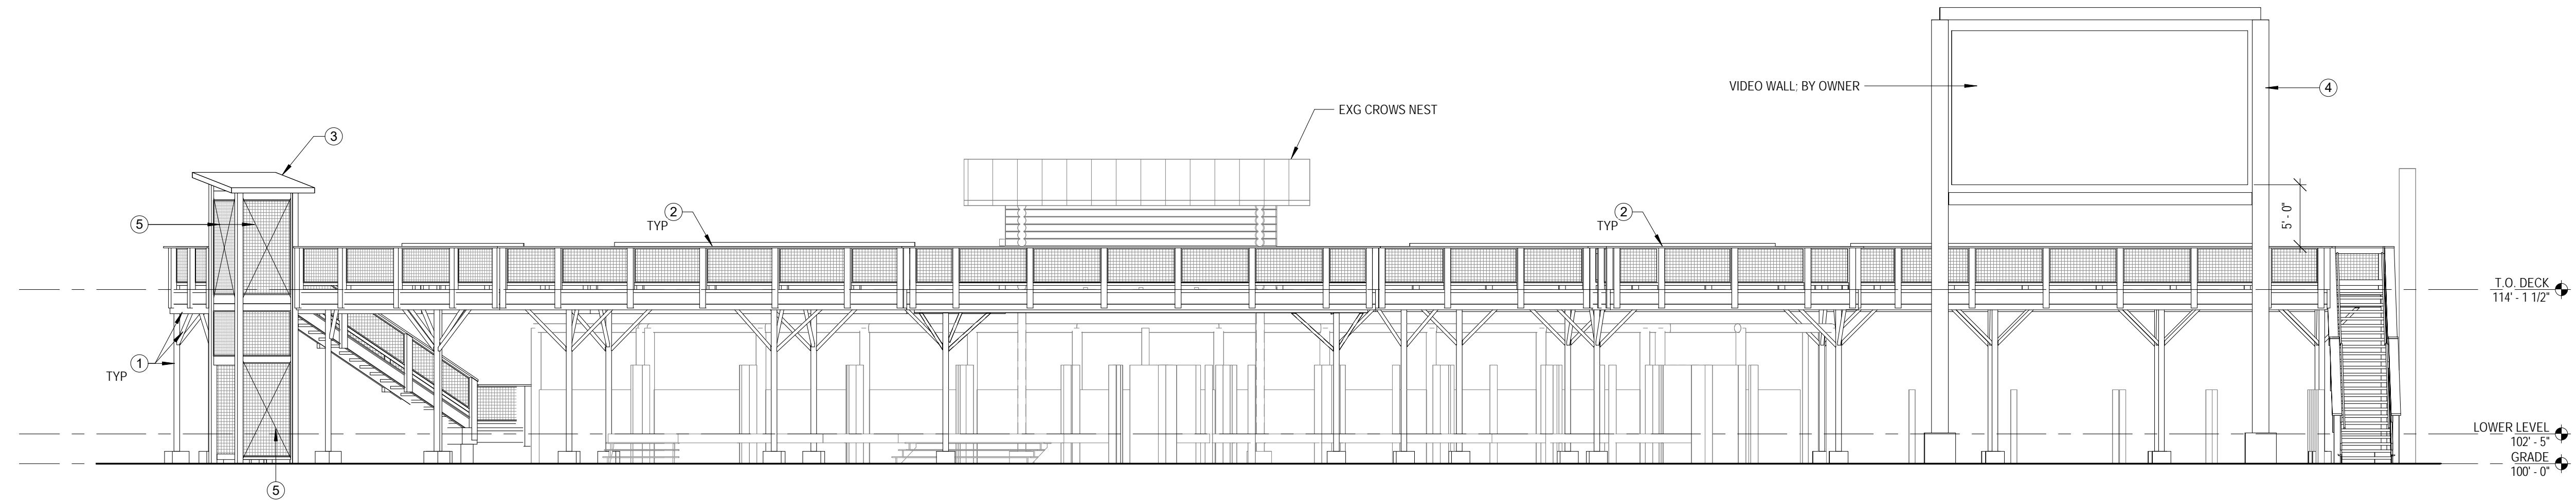 VIDEO WALL; BY OWNER
4
EXG CROWS NEST
3
5
2
TYP
2
TYP
5' - 0"
T.O. DECK
114' - 1 1/2"
1
TYP
LOWER LEVEL
102' - 5"
GRADE
100' - 0"
5